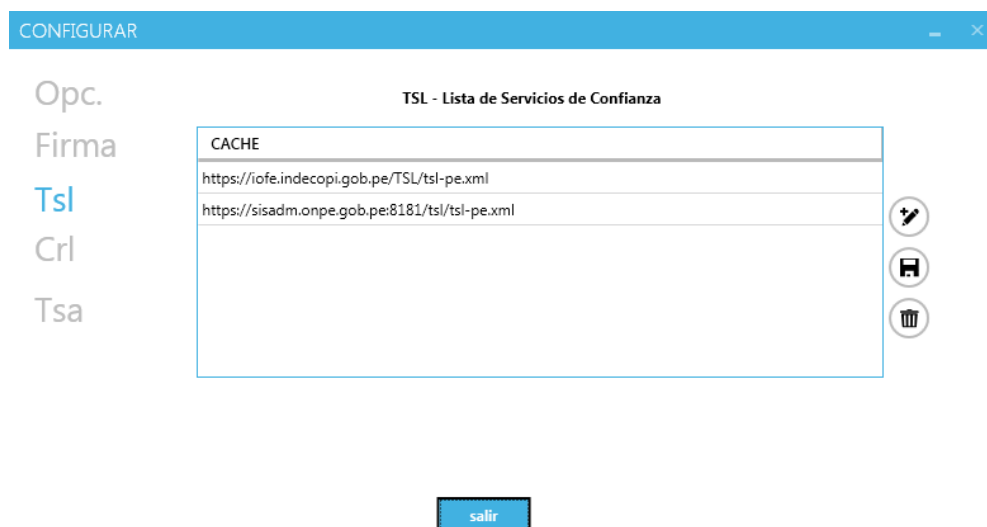 CONFIGURAR
Opc.
Firma
Tsl
Crl
Tsa
TSL - Lista de Servicios de Confianza
CACHE
https://iofe.indecopi.gob.pe/TSL/tsl-pe.xml
https://sisadm.onpe.gob.pe:8181/tsl/tsl-pe.xml
salir